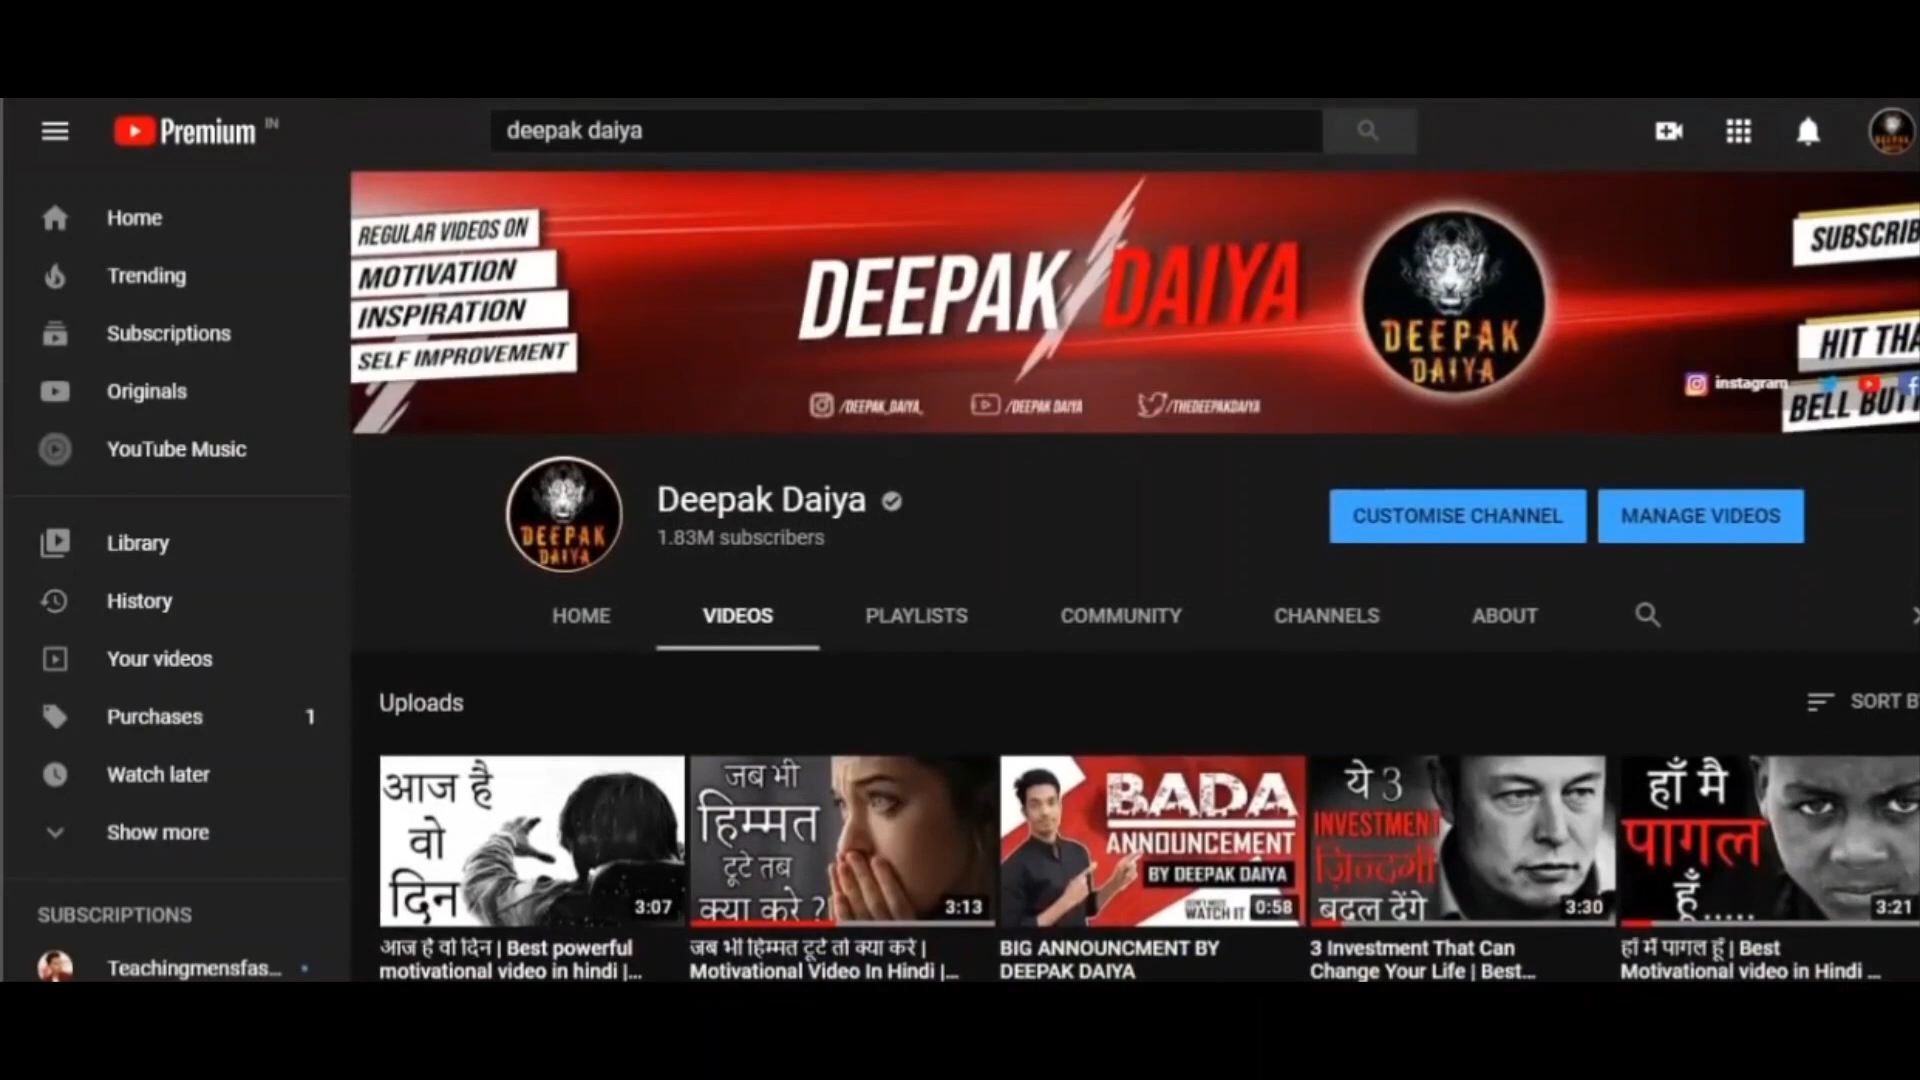 Premium IN
deepak daiya
Home
Trending
Subscriptions
Originals
YouTube Music
Library
History
Your videos
Purchases 1
Watch later
Show more
SUBSCRIPTIONS
Teachingmensfas...
REGULAR VIDEOS ON
MOTIVATION
INSPIRATION
SELF IMPROVEMENT
DEEPAK DAIYA
/DEEPAK_DAIYA_ /DEEPAK DAIYA /THEDEEPAKDAIYA
DEEPAK
DAIYA
SUBSCRIB
HIT THA
instagram
BELL BUTT
DEEPAK
DAIYA
Deepak Daiya
1.83M subscribers
CUSTOMISE CHANNEL MANAGE VIDEOS
HOME VIDEOS PLAYLISTS COMMUNITY CHANNELS ABOUT
Uploads
SORT BY
आज है
वो
दिन
3:07
आज है वो दिन | Best powerful
motivational video in hindi |...
जब भी
हिम्मत
टूटे तब
क्या करे ?
3:13
जब भी हिम्मत टूटे तो क्या करे |
Motivational Video In Hindi |...
BADA
ANNOUNCEMENT
BY DEEPAK DAIYA
DON'T MISS
WATCH IT
0:58
BIG ANNOUNCMENT BY
DEEPAK DAIYA
ये 3
INVESTMENT
ज़िन्दगी
बदल देंगे
3:30
3 Investment That Can
Change Your Life | Best...
हाँ मै
पागल
हूँ.....
3:21
हाँ मैं पागल हूँ | Best
Motivational video in Hindi ...